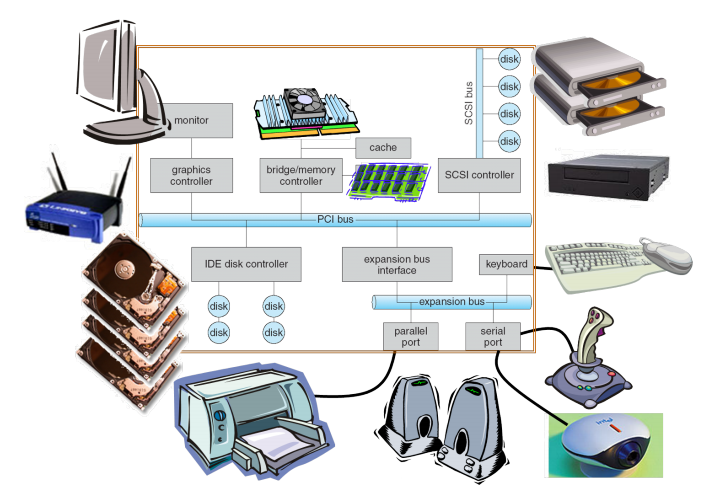 disk
SCSI bus
disk
disk
disk
monitor
cache
graphics
controller
bridge/memory
controller
SCSI controller
PCI bus
IDE disk controller
expansion bus
interface
keyboard
disk
disk
expansion bus
disk
disk
parallel
port
serial
port
intel